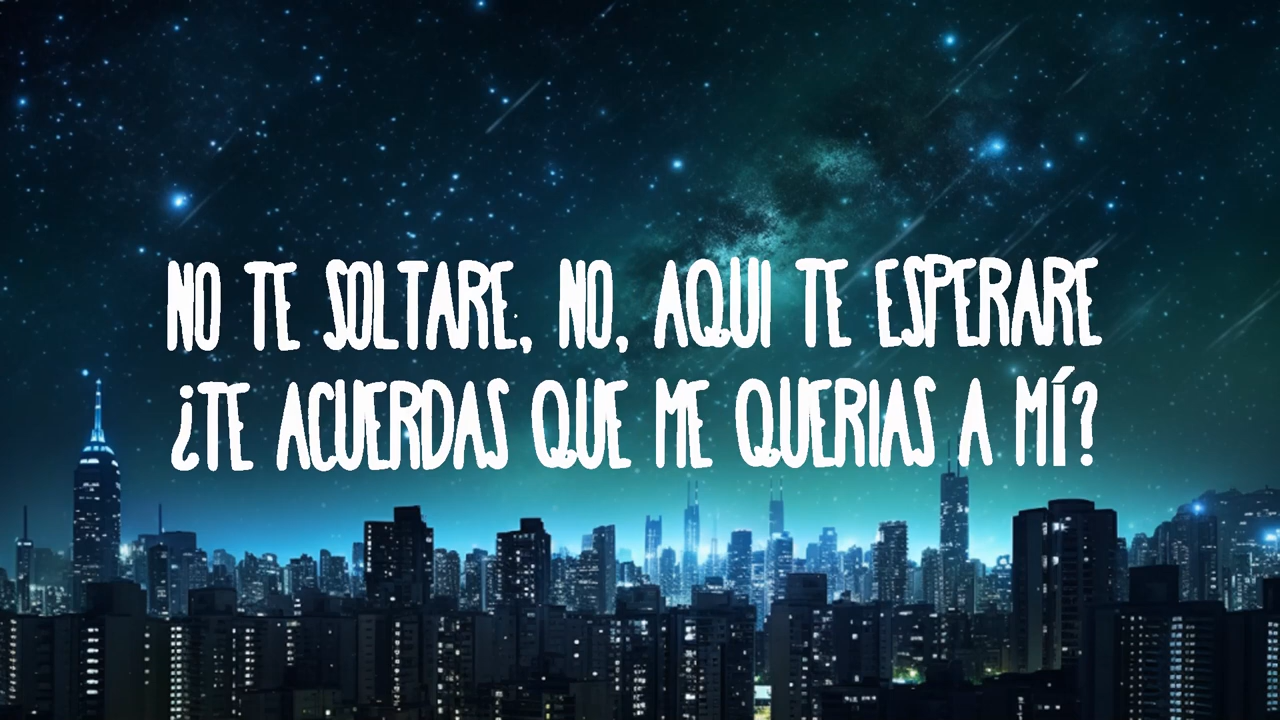 NO TE SOLTARE, NO, AQUI TE ESPERARE
¿TE ACUERDAS QUE ME QUERIAS A MÍ?